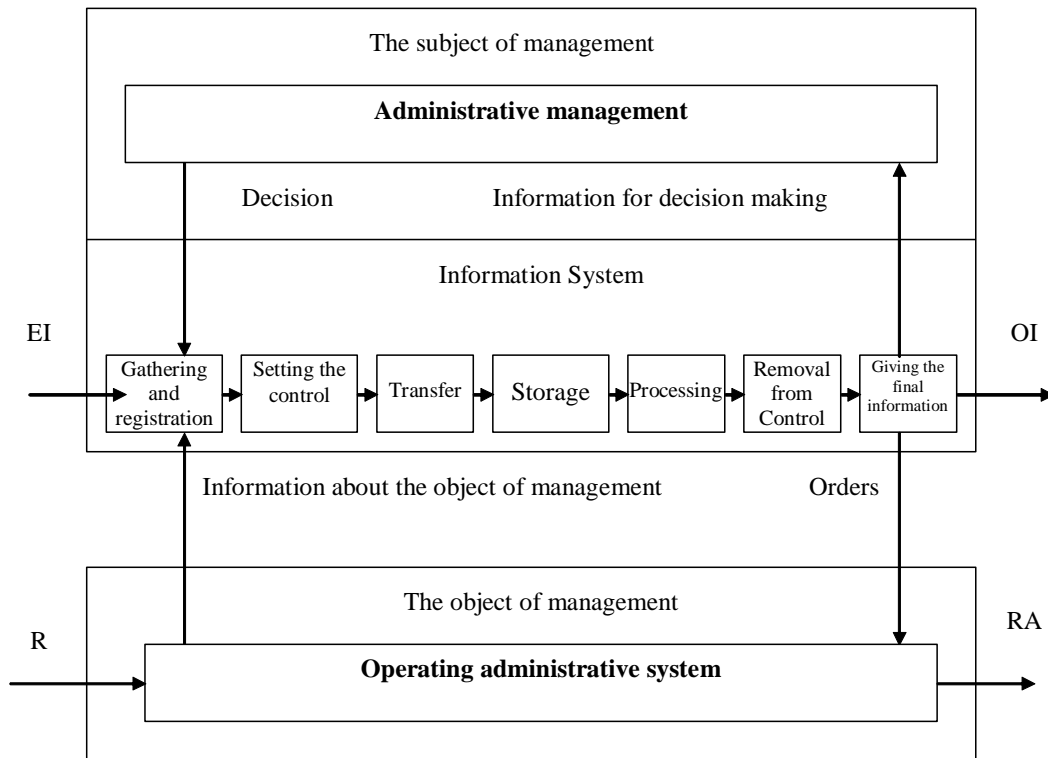 The subject of management
Administrative management
Decision
Information for decision making
Information System
EI
OI
Gathering
and
registration
Setting the
control
Transfer
Storage
Processing
Removal
from
Control
Giving the
final
information
Information about the object of management
Orders
The object of management
R
RA
Operating administrative system